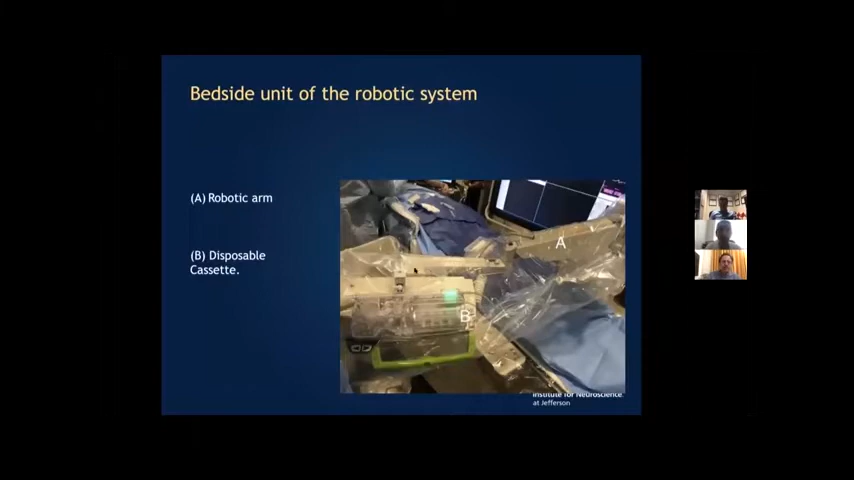 Bedside unit of the robotic system
(A) Robotic arm
(B) Disposable
Cassette.
A
B
Institute for Neuroscience
at Jefferson